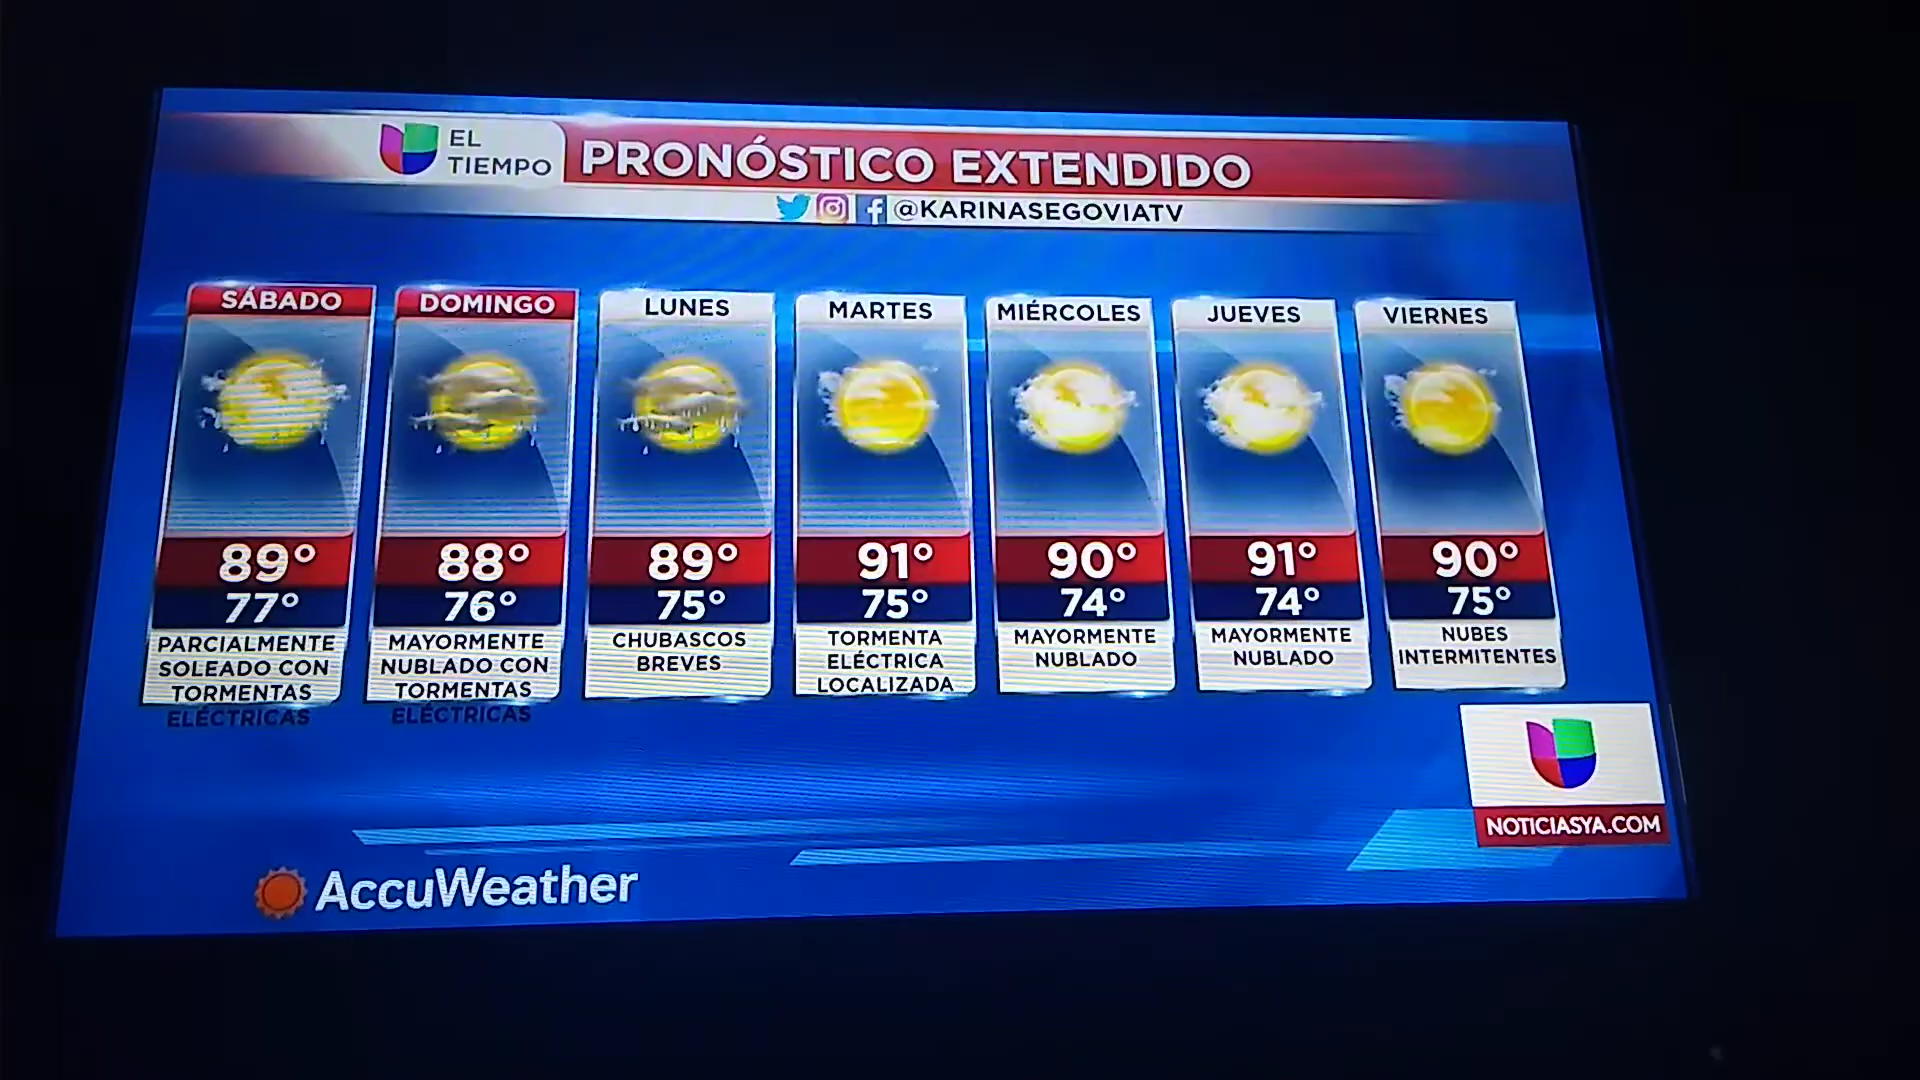 EL
TIEMPO
PRONÓSTICO EXTENDIDO
@KARINASEGOVIATV
SÁBADO
89°
77°
PARCIALMENTE
SOLEADO CON
TORMENTAS
ELÉCTRICAS
DOMINGO
88°
76°
MAYORMENTE
NUBLADO CON
TORMENTAS
ELÉCTRICAS
LUNES
89°
75°
CHUBASCOS
BREVES
MARTES
91°
75°
TORMENTA
ELÉCTRICA
LOCALIZADA
MIÉRCOLES
90°
74°
MAYORMENTE
NUBLADO
JUEVES
91°
74°
MAYORMENTE
NUBLADO
VIERNES
90°
75°
NUBES
INTERMITENTES
NOTICIASYA.COM
AccuWeather